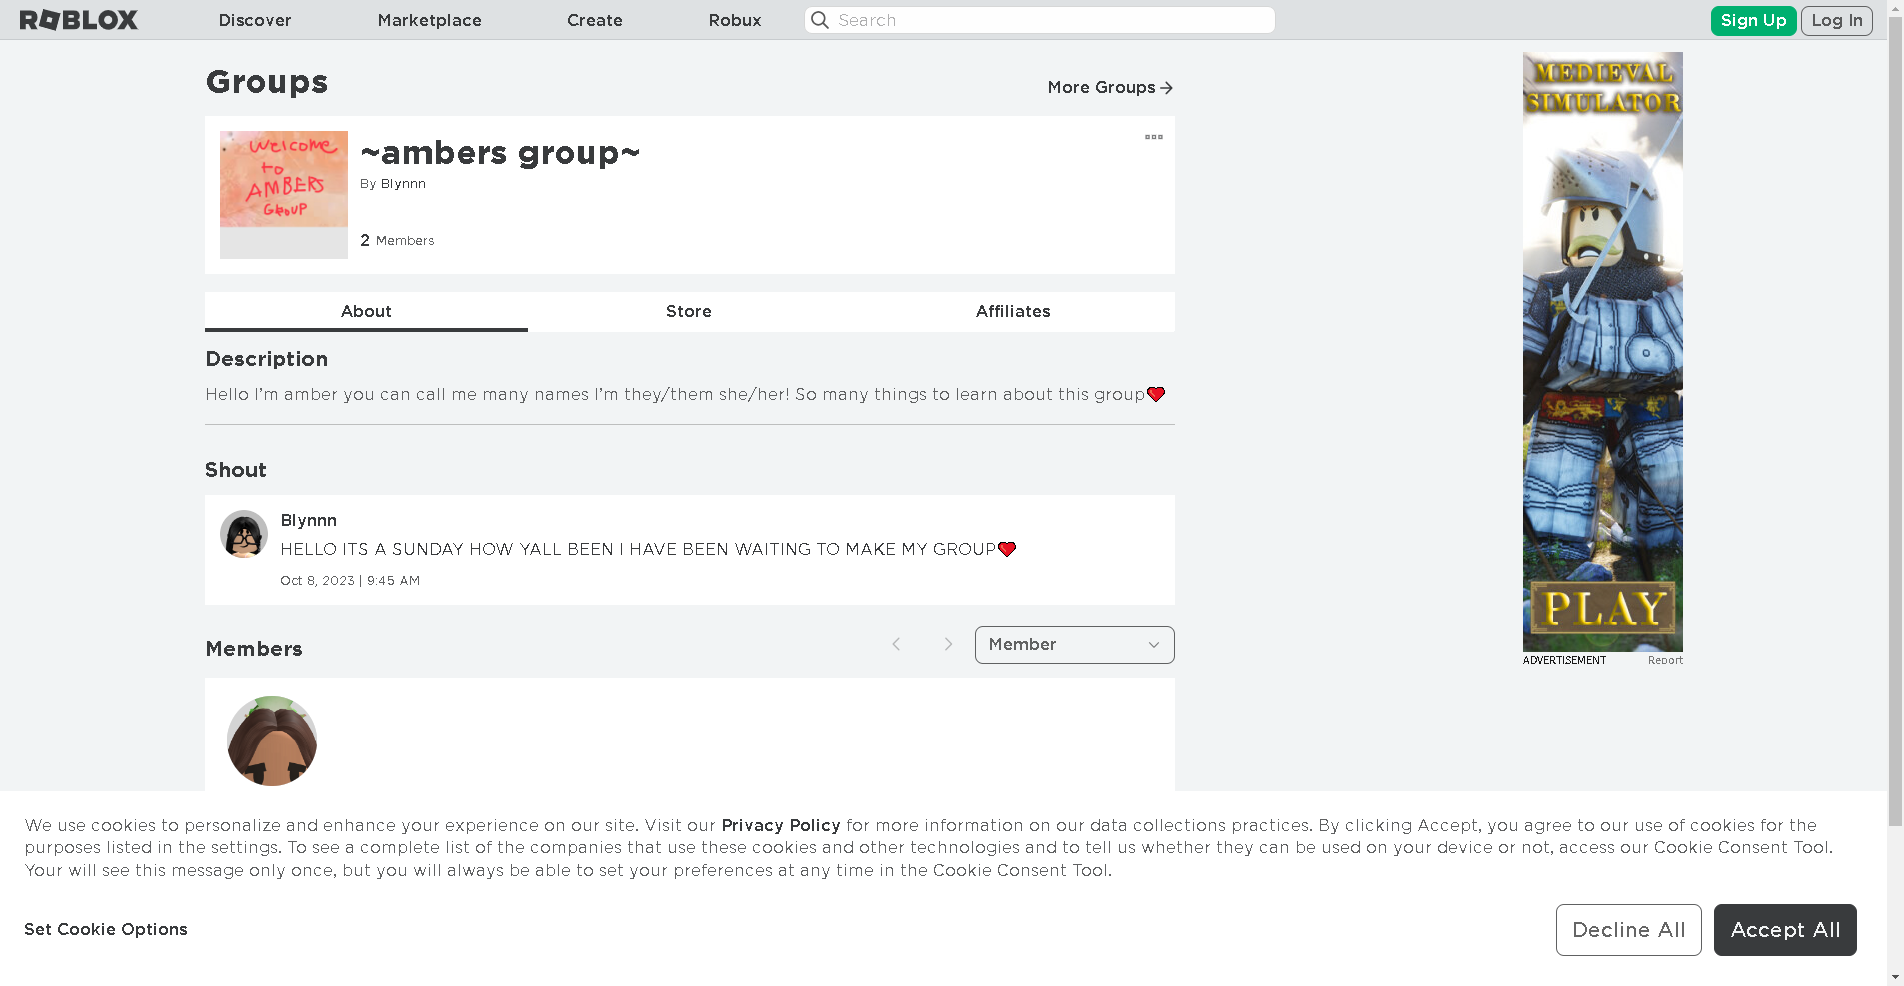 ROBLOX Discover Marketplace Create Robux Search Sign Up Log In
Groups
More Groups
Welcome
to
AMBERS
GROUP
~ambers group~
By Blynnn
2 Members
About Store Affiliates
Description
Hello I’m amber you can call me many names I’m they/them she/her! So many things to learn about this group❤️
Shout
Blynnn
HELLO ITS A SUNDAY HOW YALL BEEN I HAVE BEEN WAITING TO MAKE MY GROUP❤️
Oct 8, 2023 | 9:45 AM
Members
Member
MEDIEVAL
SIMULATOR
PLAY
ADVERTISEMENT Report
We use cookies to personalize and enhance your experience on our site. Visit our Privacy Policy for more information on our data collections practices. By clicking Accept, you agree to our use of cookies for the
purposes listed in the settings. To see a complete list of the companies that use these cookies and other technologies and to tell us whether they can be used on your device or not, access our Cookie Consent Tool.
Your will see this message only once, but you will always be able to set your preferences at any time in the Cookie Consent Tool.
Set Cookie Options
Decline All
Accept All